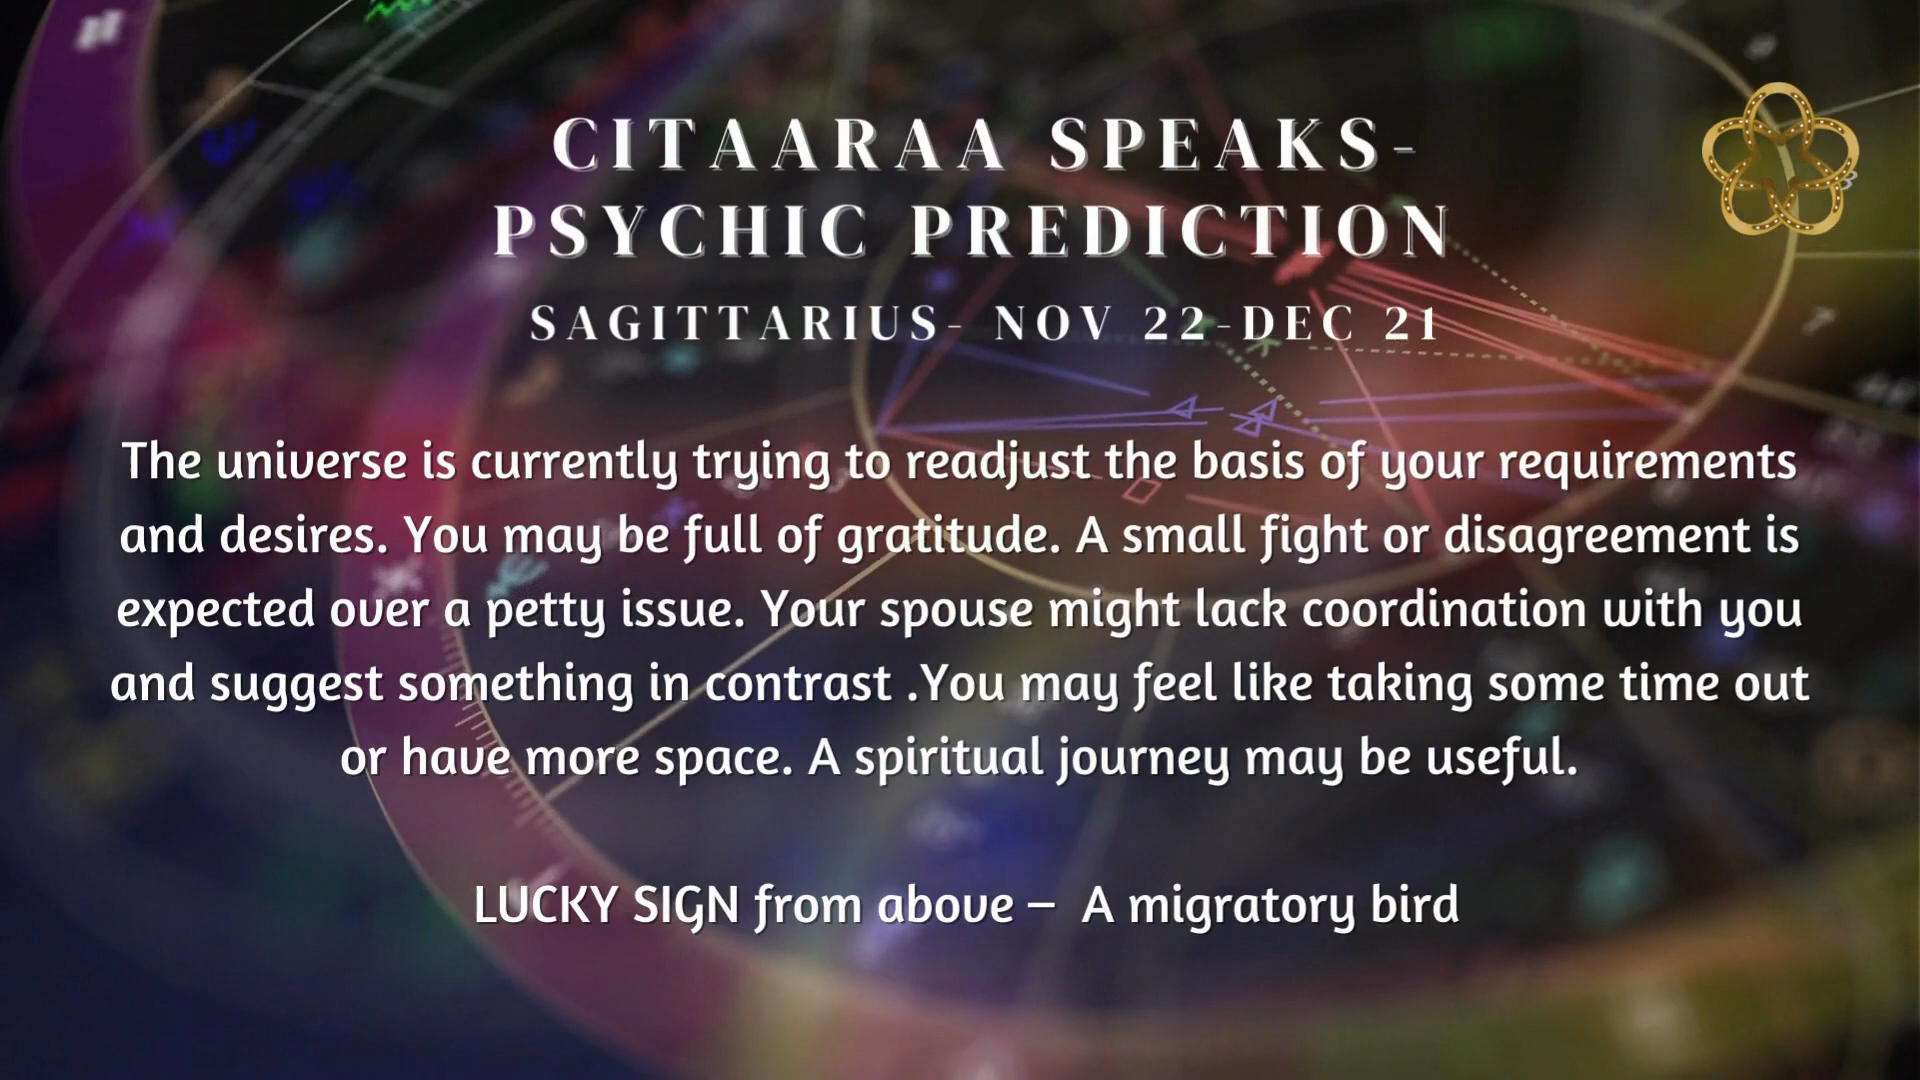 CITAARAA SPEAKS-
PSYCHIC PREDICTION
SAGITTARIUS- NOV 22-DEC 21
The universe is currently trying to readjust the basis of your requirements
and desires. You may be full of gratitude. A small fight or disagreement is
expected over a petty issue. Your spouse might lack coordination with you
and suggest something in contrast .You may feel like taking some time out
or have more space. A spiritual journey may be useful.
LUCKY SIGN from above – A migratory bird